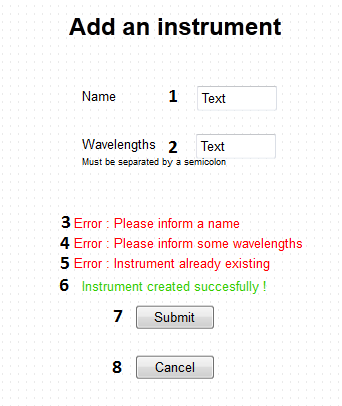 Add an instrument
Name 1 Text
Wavelengths 2 Text
Must be separated by a semicolon
3 Error : Please inform a name
4 Error : Please inform some wavelengths
5 Error : Instrument already existing
6 Instrument created succesfully !
7 Submit
8 Cancel